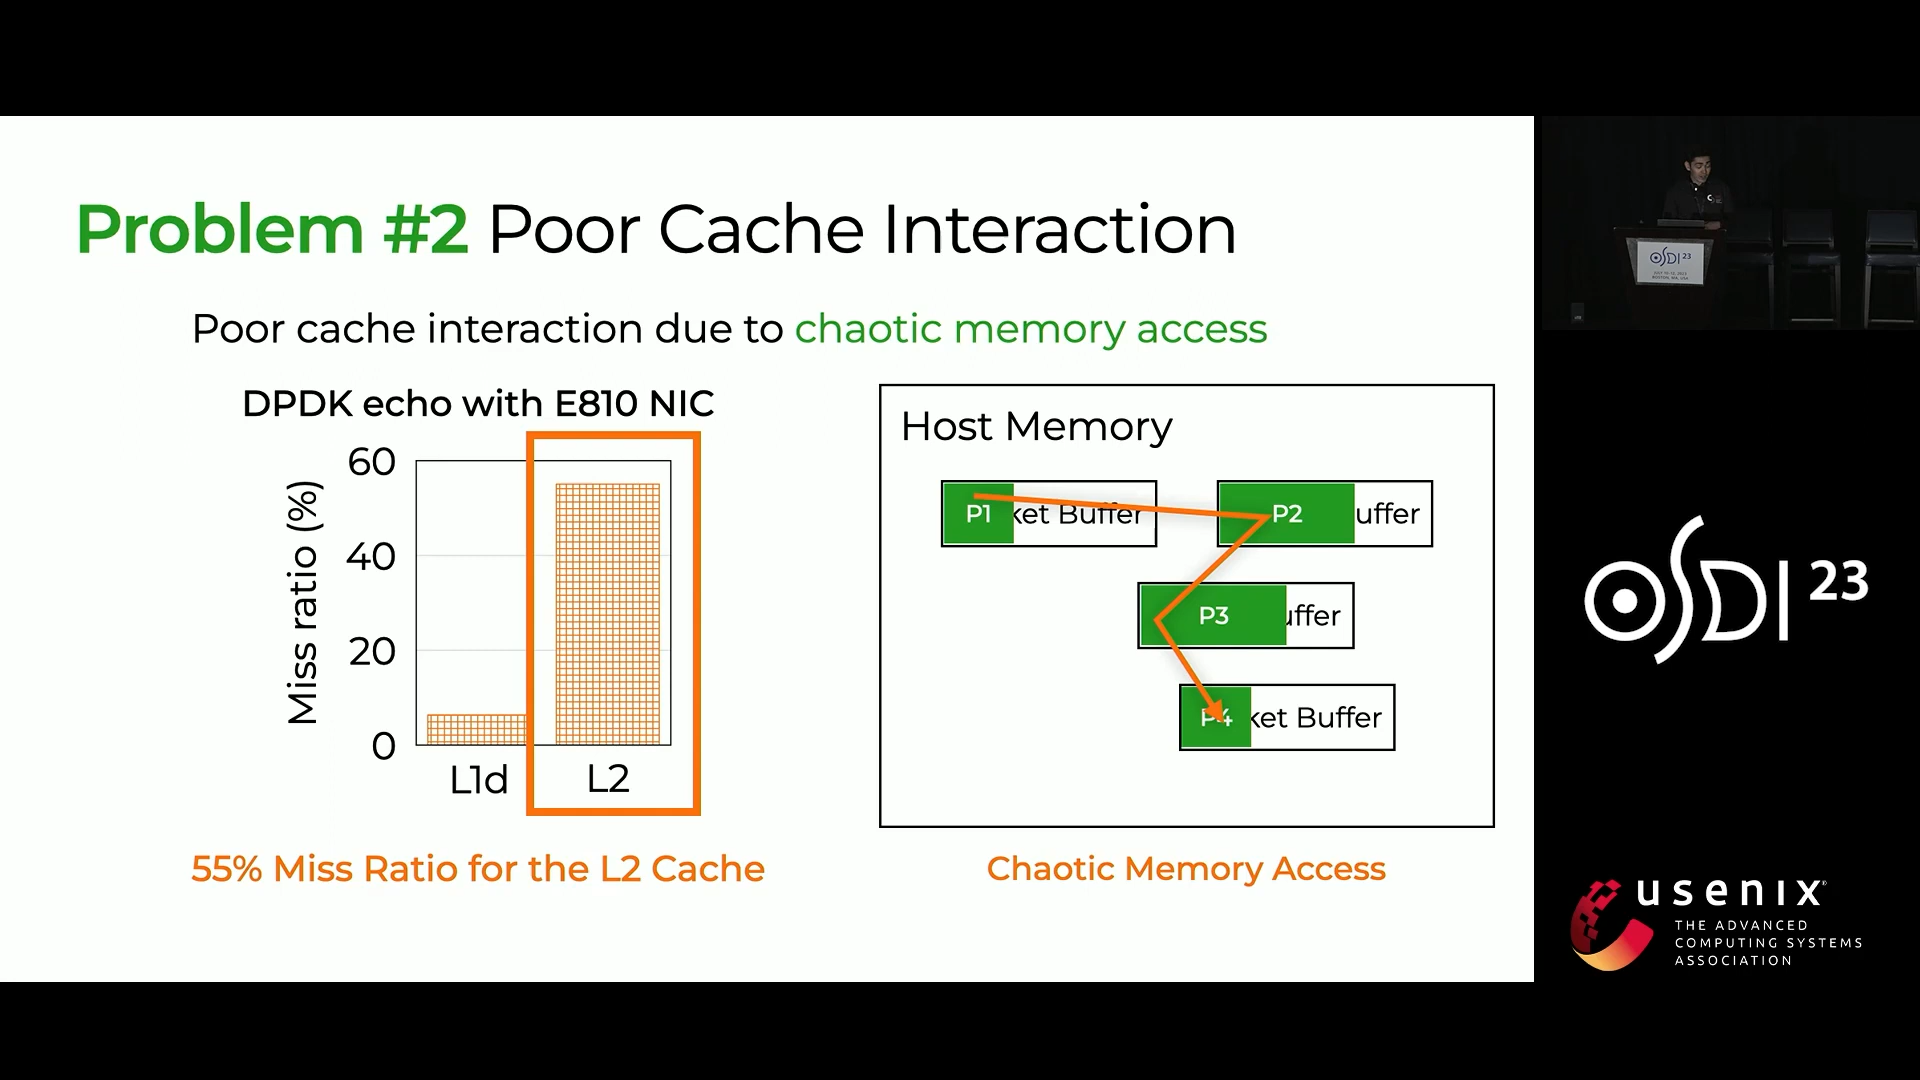 Problem #2 Poor Cache Interaction
Poor cache interaction due to chaotic memory access
DPDK echo with E810 NIC
Miss ratio (%)
60
40
20
0
L1d
L2
55% Miss Ratio for the L2 Cache
Host Memory
P1 ket Buffer
P2 uffer
P3 uffer
P4 ket Buffer
Chaotic Memory Access
OSDI 23
OSDI 23
usenix
THE ADVANCED
COMPUTING SYSTEMS
ASSOCIATION